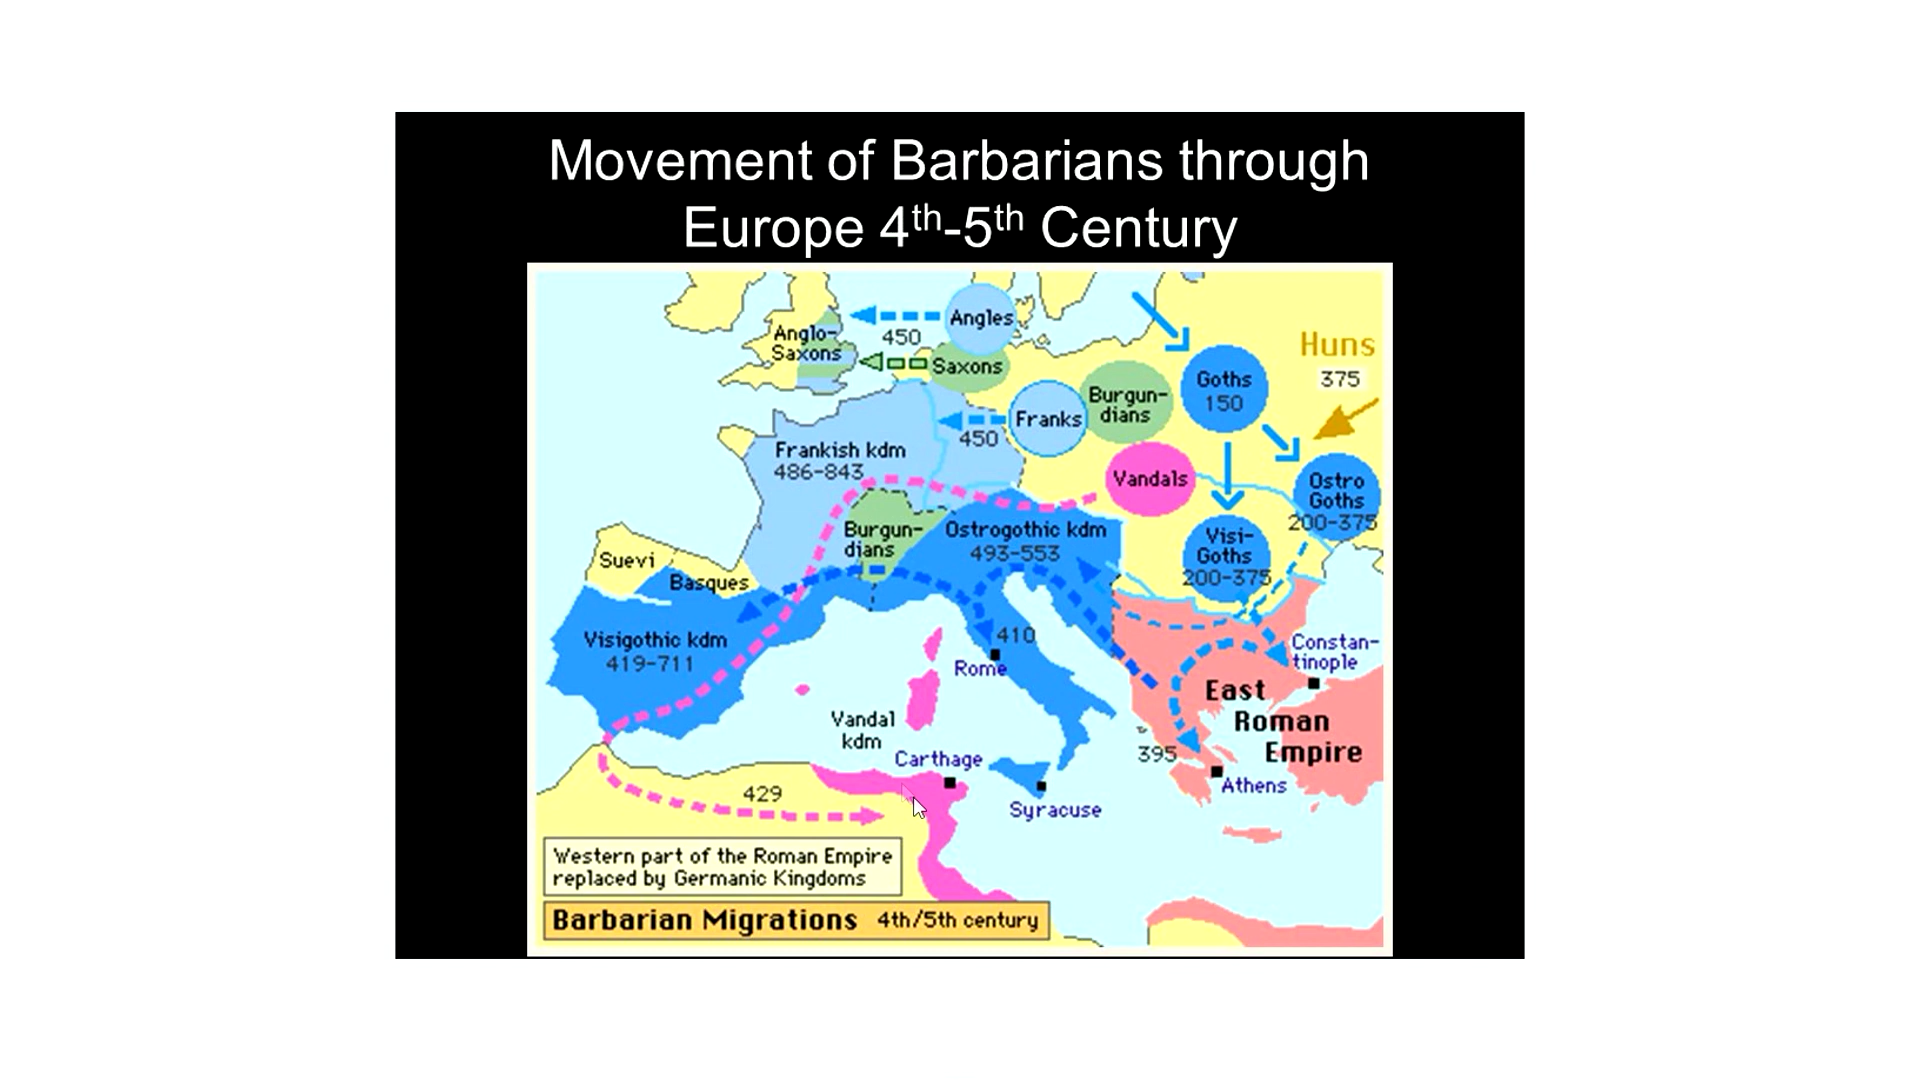 Movement of Barbarians through
Europe 4th-5th Century
Angles
450
Anglo-
Saxons
Saxons
Huns
375
Goths
150
Burgun-
dians
Franks
450
Frankish kdm
486-843
Vandals
Ostro
Goths
200-375
Burgun-
dians
Ostrogothic kdm
493-553
Visi-
Goths
200-375
Suevi
Basques
Visigothic kdm
419-711
410
Rome
Constan-
tinople
East
Roman
Empire
Vandal
kdm
Carthage
395
Athens
429
Syracuse
Western part of the Roman Empire
replaced by Germanic Kingdoms
Barbarian Migrations 4th/5th century